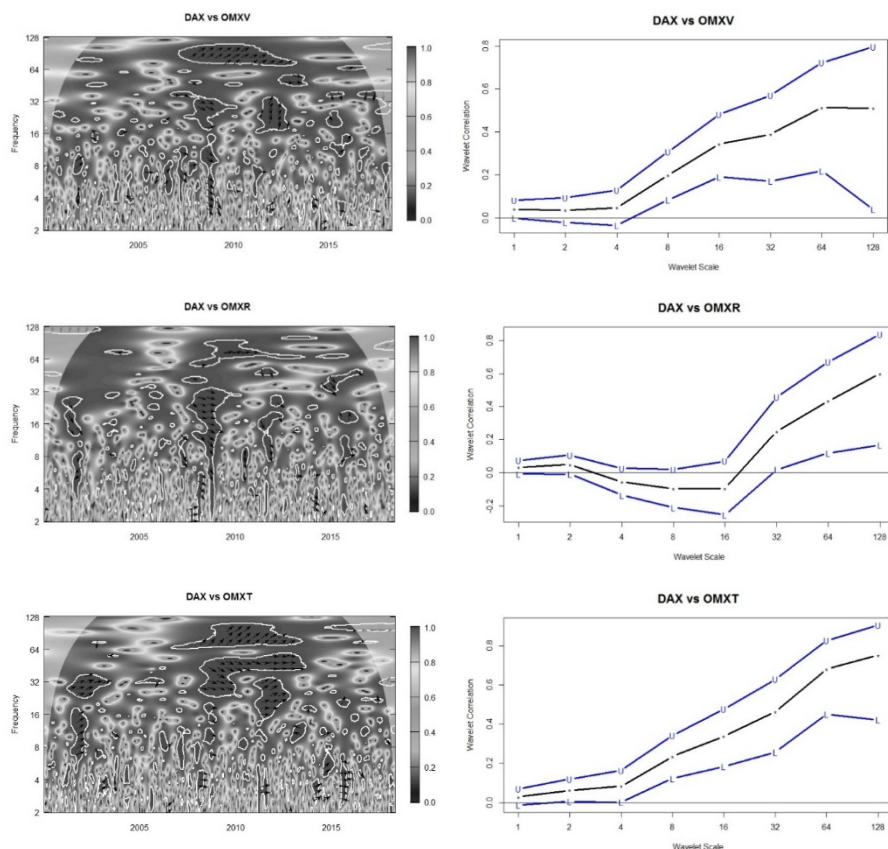 DAX vs OMXV
128
64
32
16
8
4
2
Frequency
2005 2010 2015
1.0
0.8
0.6
0.4
0.2
0.0
DAX vs OMXV
0.8
0.6
0.4
0.2
0.0
Wavelet Correlation
U U U U U U U U
L L L L L L L L
1 2 4 8 16 32 64 128
Wavelet Scale
DAX vs OMXR
128
64
32
16
8
4
2
Frequency
2005 2010 2015
1.0
0.8
0.6
0.4
0.2
0.0
DAX vs OMXR
0.8
0.6
0.4
0.2
0.0
-0.2
Wavelet Correlation
U U U U U U U U
L L L L L L L L
1 2 4 8 16 32 64 128
Wavelet Scale
DAX vs OMXT
128
64
32
16
8
4
2
Frequency
2005 2010 2015
1.0
0.8
0.6
0.4
0.2
0.0
DAX vs OMXT
0.8
0.6
0.4
0.2
0.0
Wavelet Correlation
U U U U U U U U
L L L L L L L L
1 2 4 8 16 32 64 128
Wavelet Scale